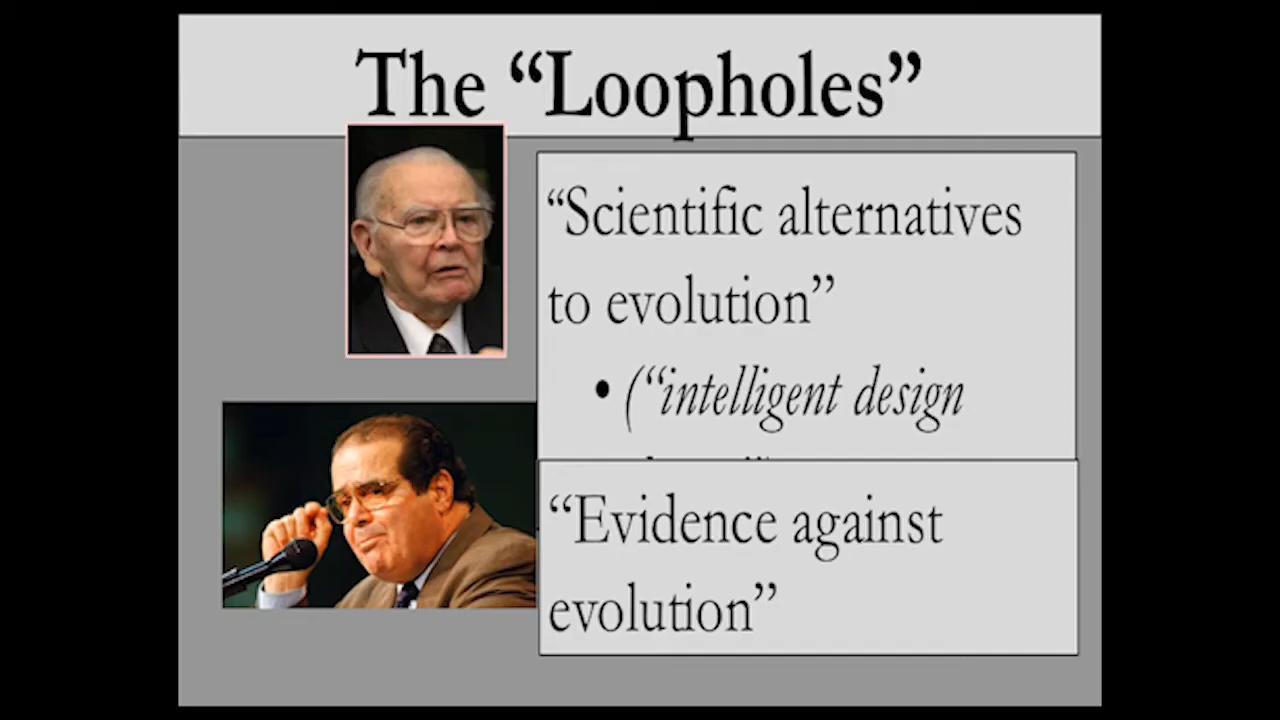 The “Loopholes”
“Scientific alternatives
to evolution”
• (“intelligent design
“Evidence against
evolution”